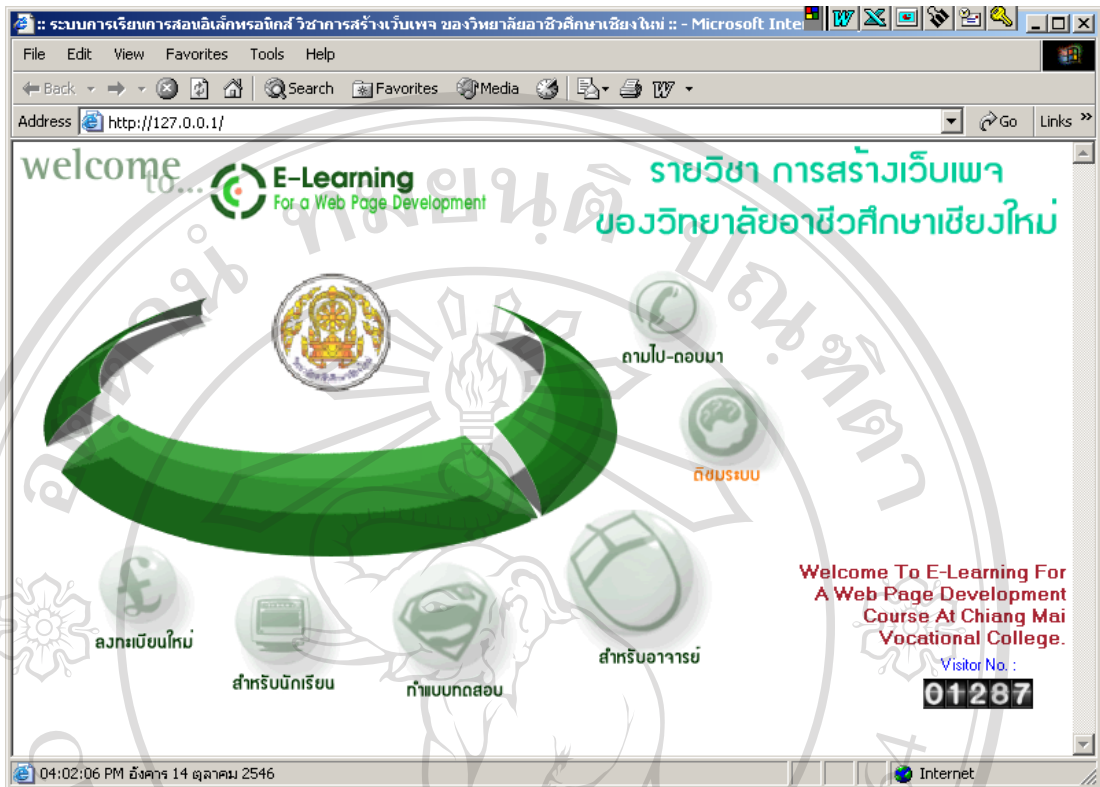 :: ระบบการเรียนการสอนอิเล็กทรอนิกส์ วิชาการสร้างเว็บเพจ ของวิทยาลัยอาชีวศึกษาเชียงใหม่ :: - Microsoft Inte
File Edit View Favorites Tools Help
Back Search Favorites Media
Address http://127.0.0.1/ Go Links »
welcome to...
E-Learning
For a Web Page Development
รายวิชา การสร้างเว็บเพจ
ของวิทยาลัยอาชีวศึกษาเชียงใหม่
ถามไป-ตอบมา
ติชมระบบ
ลงทะเบียนใหม่
สำหรับนักเรียน
ทำแบบทดสอบ
สำหรับอาจารย์
Welcome To E-Learning For
A Web Page Development
Course At Chiang Mai
Vocational College.
Visitor No. :
01287
04:02:06 PM อังคาร 14 ตุลาคม 2546 Internet